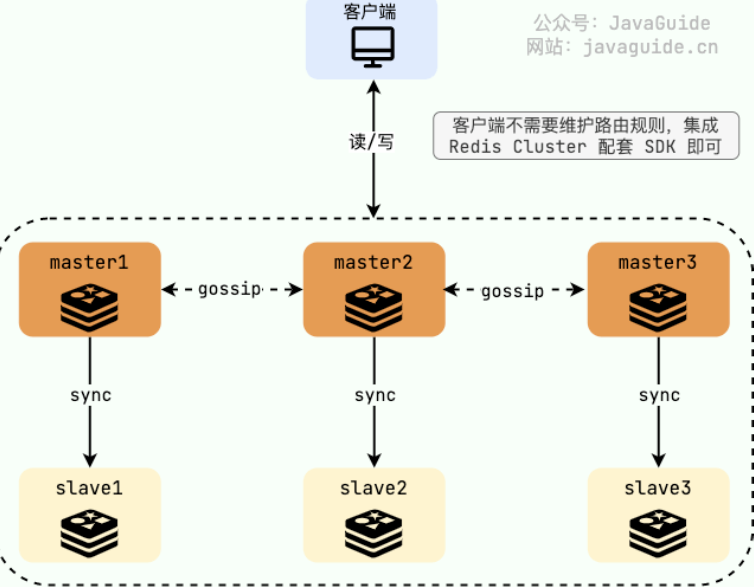 客户端
公众号：JavaGuide
网站：javaguide.cn
读/写
客户端不需要维护路由规则，集成
Redis Cluster 配套 SDK 即可
master1
gossip
master2
gossip
master3
sync
sync
sync
slave1
slave2
slave3